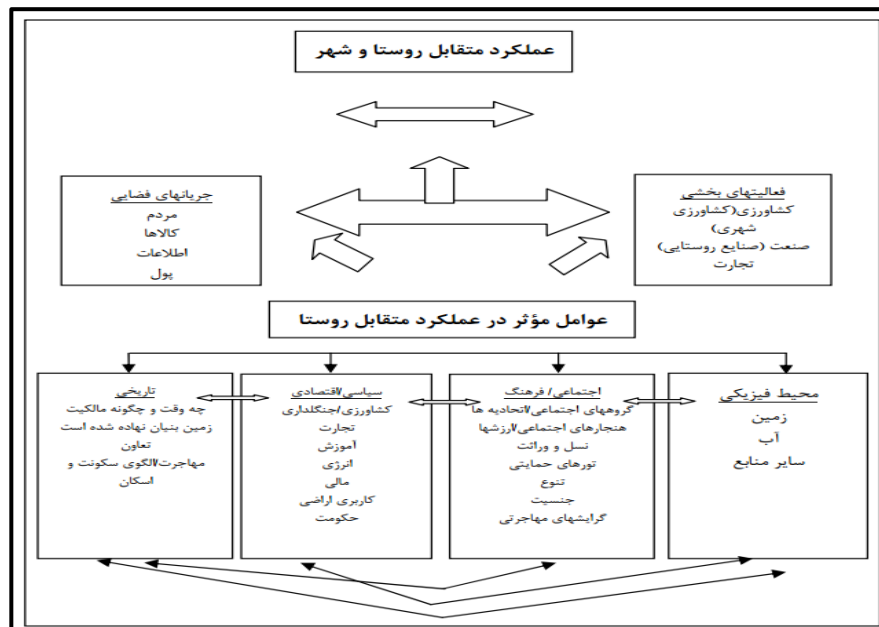 عملکرد متقابل روستا و شهر
فعالیتهای بخشی
کشاورزی(کشاورزی
شهری)
صنعت (صنایع روستایی)
تجارت
جریانهای فضایی
مردم
کالاها
اطلاعات
پول
عوامل مؤثر در عملکرد متقابل روستا
محیط فیزیکی
زمین
آب
سایر منابع
اجتماعی/ فرهنگ
گروههای اجتماعی/اتحادیه ها
هنجارهای اجتماعی/ارزشها
نسل و وراثت
تورهای حمایتی
تنوع
جنسیت
گرایشهای مهاجرتی
سیاسی/اقتصادی
کشاورزی/جنگلداری
تجارت
آموزش
انرژی
مالی
کاربری اراضی
حکومت
تاریخی
چه وقت و چگونه مالکیت
زمین بنیان نهاده شده است
تعاون
مهاجرت/الگوی سکونت و
اسکان